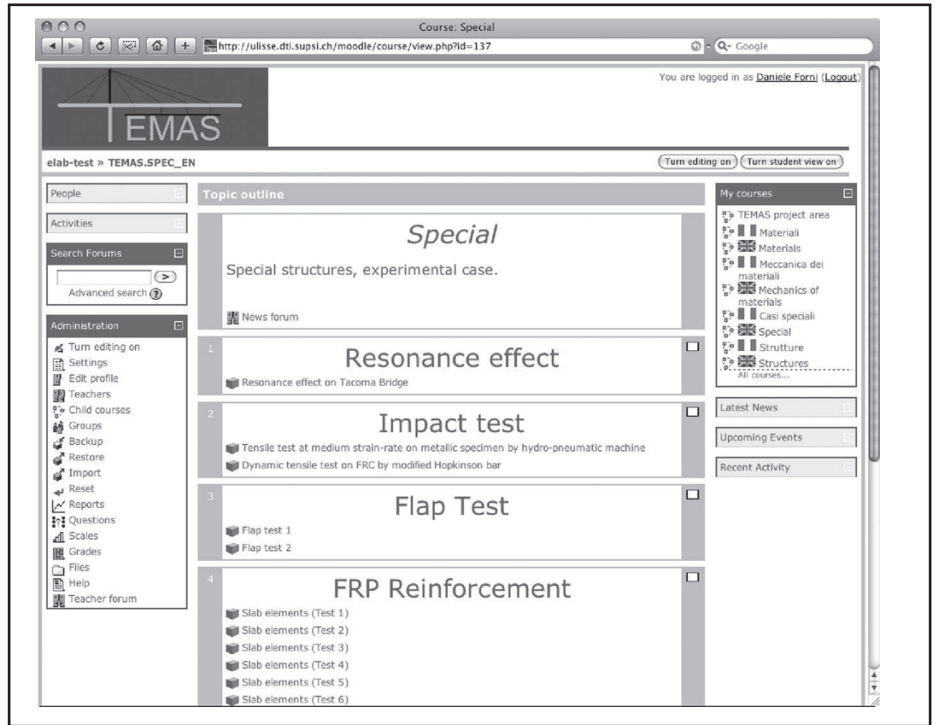 Course: Special
http://ulisse.dti.supsi.ch/moodle/course/view.php?id=137
Google
You are logged in as Daniele Forni (Logout)
TEMAS
elab-test » TEMAS.SPEC_EN
Turn editing on
Turn student view on
People
Activities
Search Forums
>
Advanced search ?
Administration
Turn editing on
Settings
Edit profile
Teachers
Child courses
Groups
Backup
Restore
Import
Reset
Reports
Questions
Scales
Grades
Files
Help
Teacher forum
Topic outline
Special
Special structures, experimental case.
News forum
1
Resonance effect
Resonance effect on Tacoma Bridge
2
Impact test
Tensile test at medium strain-rate on metallic specimen by hydro-pneumatic machine
Dynamic tensile test on FRC by modified Hopkinson bar
3
Flap Test
Flap test 1
Flap test 2
4
FRP Reinforcement
Slab elements (Test 1)
Slab elements (Test 2)
Slab elements (Test 3)
Slab elements (Test 4)
Slab elements (Test 5)
Slab elements (Test 6)
My courses
TEMAS project area
Materiali
Materials
Meccanica dei
materiali
Mechanics of
materials
Casi speciali
Special
Strutture
Structures
All courses...
Latest News
Upcoming Events
Recent Activity